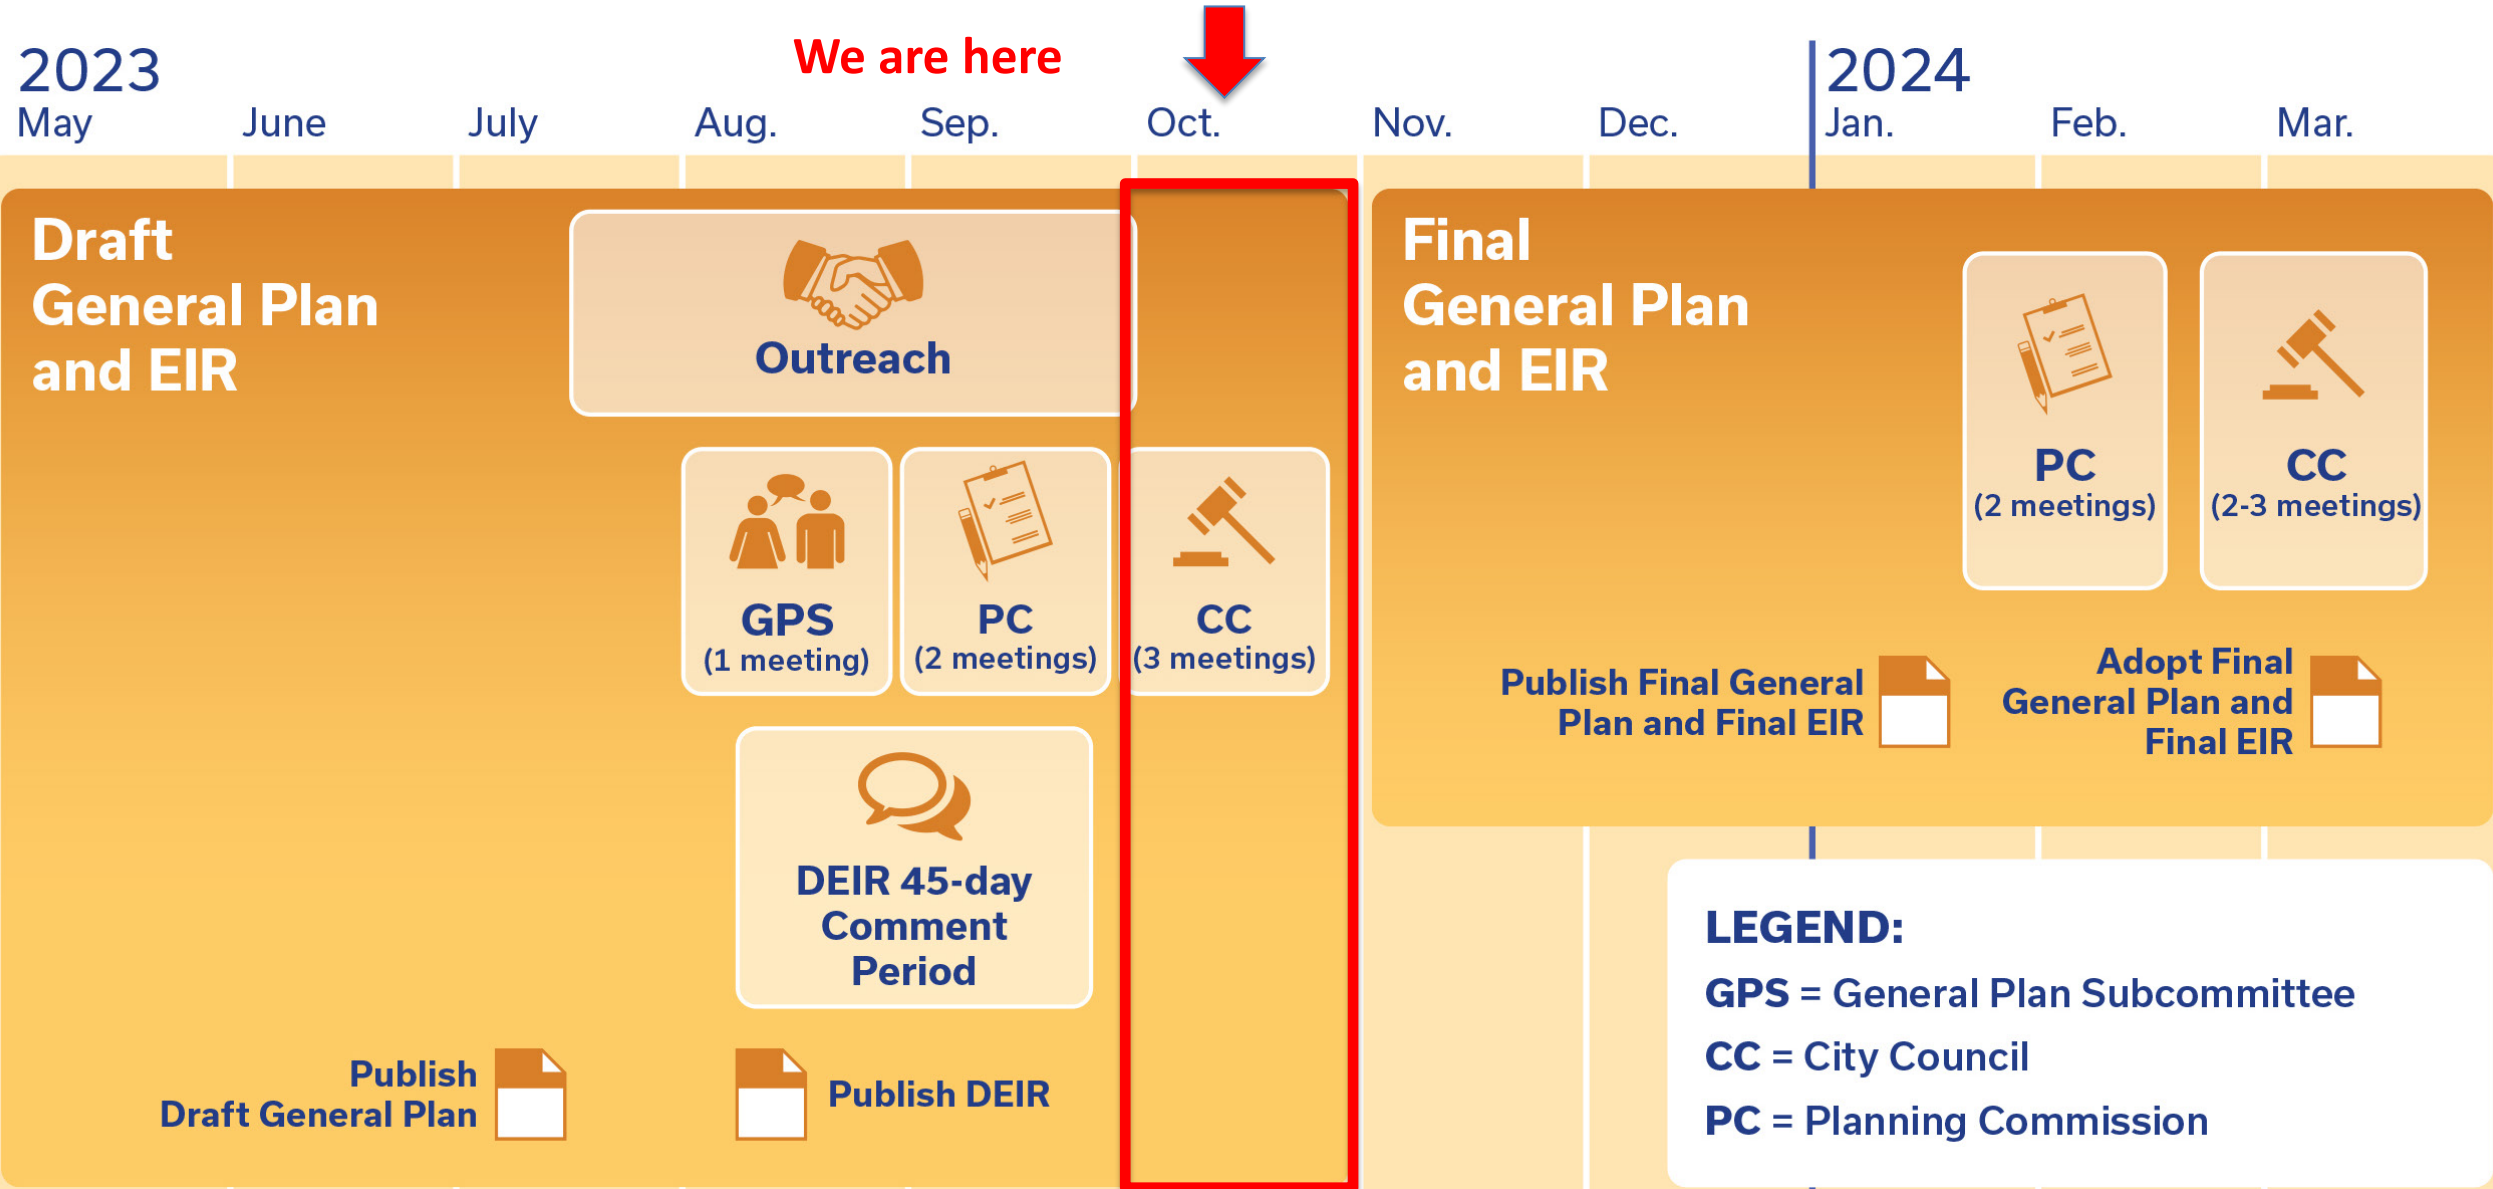 We are here
2023
2024
May
June
July
Aug.
Sep.
Oct.
Nov.
Dec.
Jan.
Feb.
Mar.
Draft
General Plan
and EIR
Outreach
GPS
(1 meeting)
PC
(2 meetings)
CC
(3 meetings)
DEIR 45-day
Comment
Period
Publish
Draft General Plan
Publish DEIR
Final
General Plan
and EIR
PC
(2 meetings)
CC
(2-3 meetings)
Publish Final General
Plan and Final EIR
Adopt Final
General Plan and
Final EIR
LEGEND:
GPS = General Plan Subcommittee
CC = City Council
PC = Planning Commission